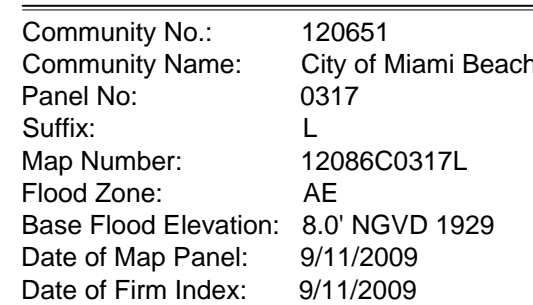 Community No.: 120651
Community Name: City of Miami Beach
Panel No: 0317
Suffix: L
Map Number: 12086C0317L
Flood Zone: AE
Base Flood Elevation: 8.0' NGVD 1929
Date of Map Panel: 9/11/2009
Date of Firm Index: 9/11/2009